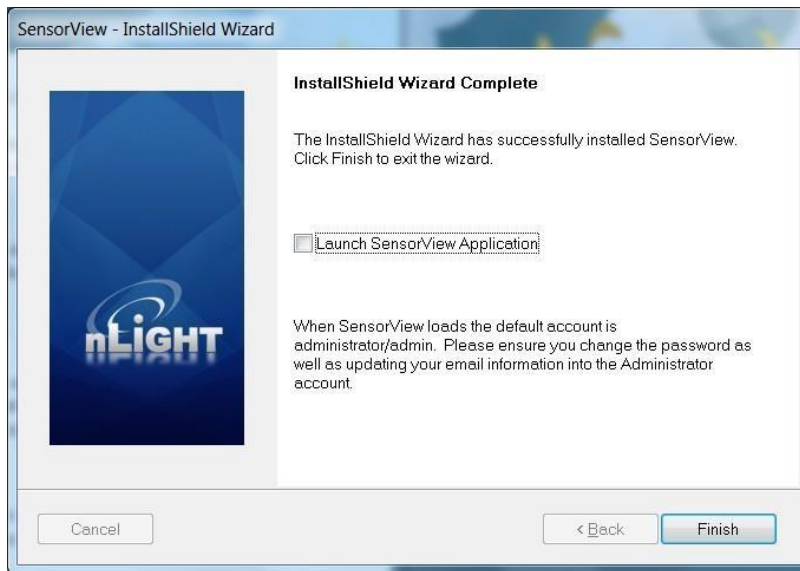 SensorView - InstallShield Wizard
InstallShield Wizard Complete
The InstallShield Wizard has successfully installed SensorView.
Click Finish to exit the wizard.
Launch SensorView Application
nLIGHT
When SensorView loads the default account is
administrator/admin. Please ensure you change the password as
well as updating your email information into the Administrator
account.
Cancel
< Back
Finish